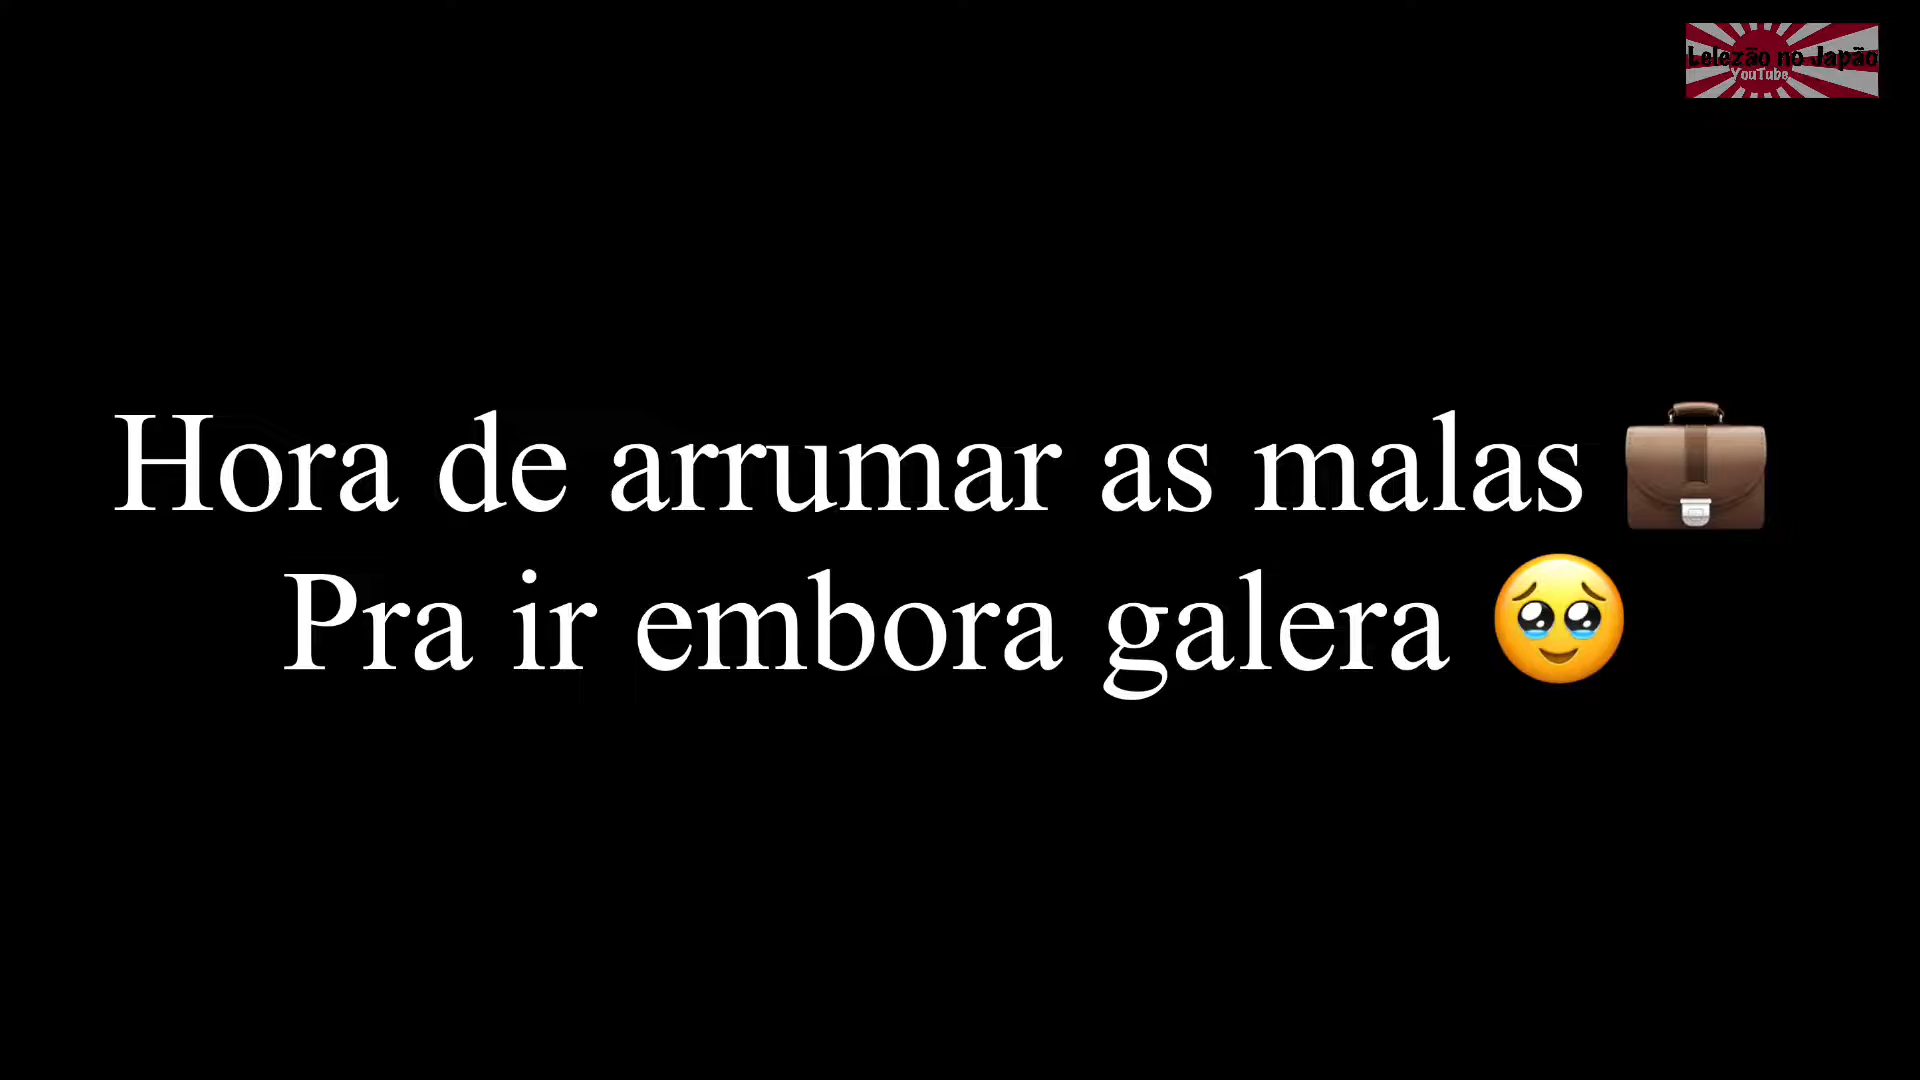 Lelezão no Japão
YouTube
Hora de arrumar as malas 💼
Pra ir embora galera 🥹